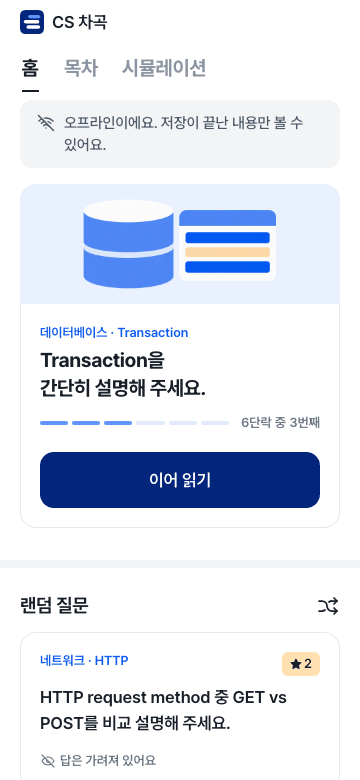 CS 차곡
홈 목차 시뮬레이션
오프라인이에요. 저장이 끝난 내용만 볼 수
있어요.
데이터베이스 · Transaction
Transaction을
간단히 설명해 주세요.
6단락 중 3번째
이어 읽기
랜덤 질문
네트워크 · HTTP
★2
HTTP request method 중 GET vs
POST를 비교 설명해 주세요.
답은 가려져 있어요